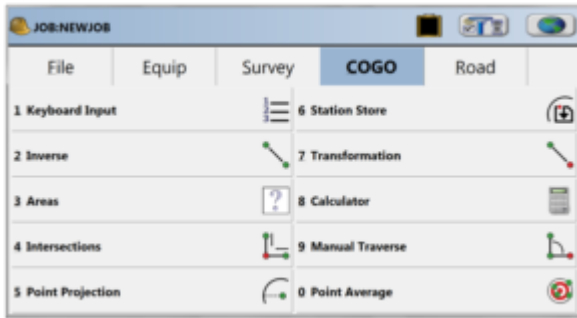 JOB:NEWJOB
File Equip Survey COGO Road
1 Keyboard Input
6 Station Store
2 Inverse
7 Transformation
3 Areas
?
8 Calculator
4 Intersections
9 Manual Traverse
5 Point Projection
0 Point Average